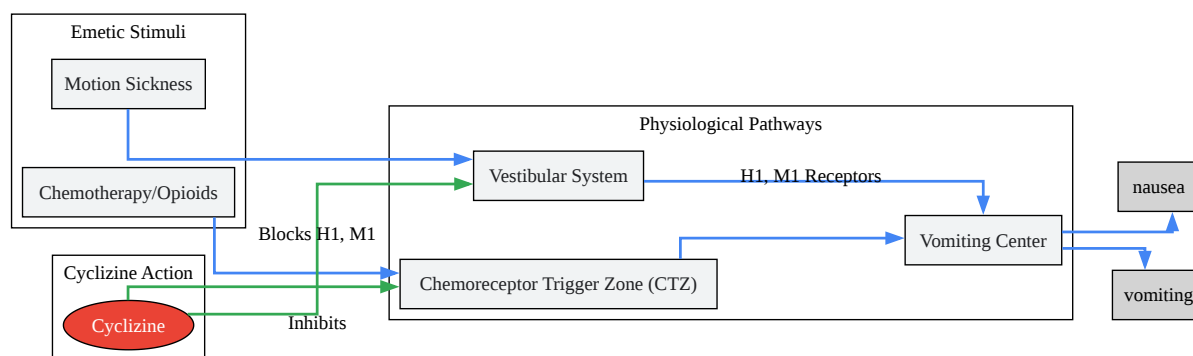 Emetic Stimuli
Motion Sickness
Chemotherapy/Opioids
Cyclizine Action
Cyclizine
Blocks H1, M1
Inhibits
Physiological Pathways
Vestibular System
H1, M1 Receptors
Chemoreceptor Trigger Zone (CTZ)
Vomiting Center
nausea
vomiting